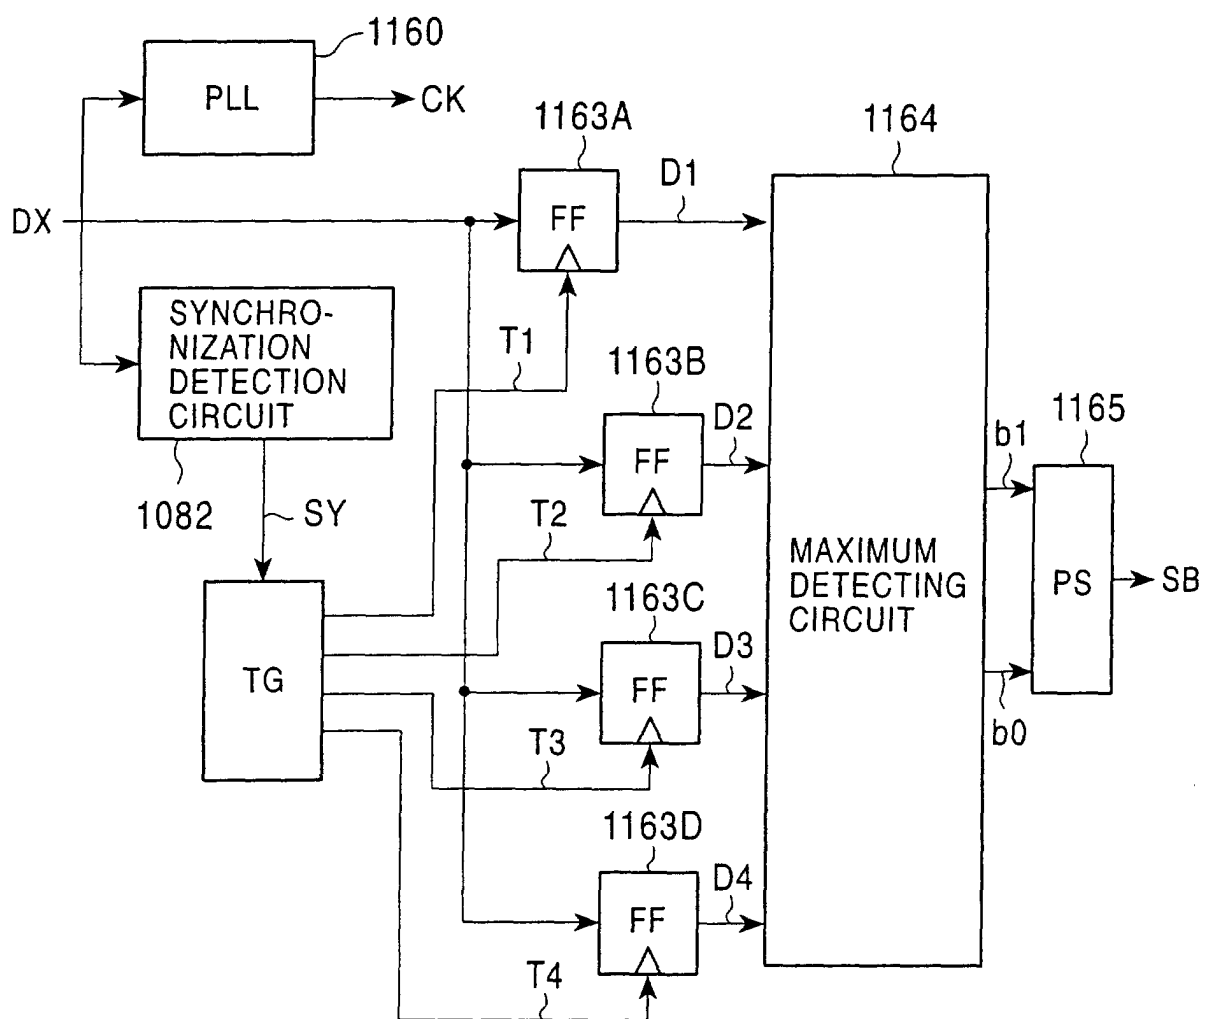 1160
PLL
CK
1163A
1164
DX
FF
D1
SYNCHRO-
NIZATION
DETECTION
CIRCUIT
T1
1163B
1082
SY
FF
D2
b1
1165
T2
MAXIMUM
DETECTING
CIRCUIT
PS
SB
1163C
TG
FF
D3
b0
T3
1163D
FF
D4
T4